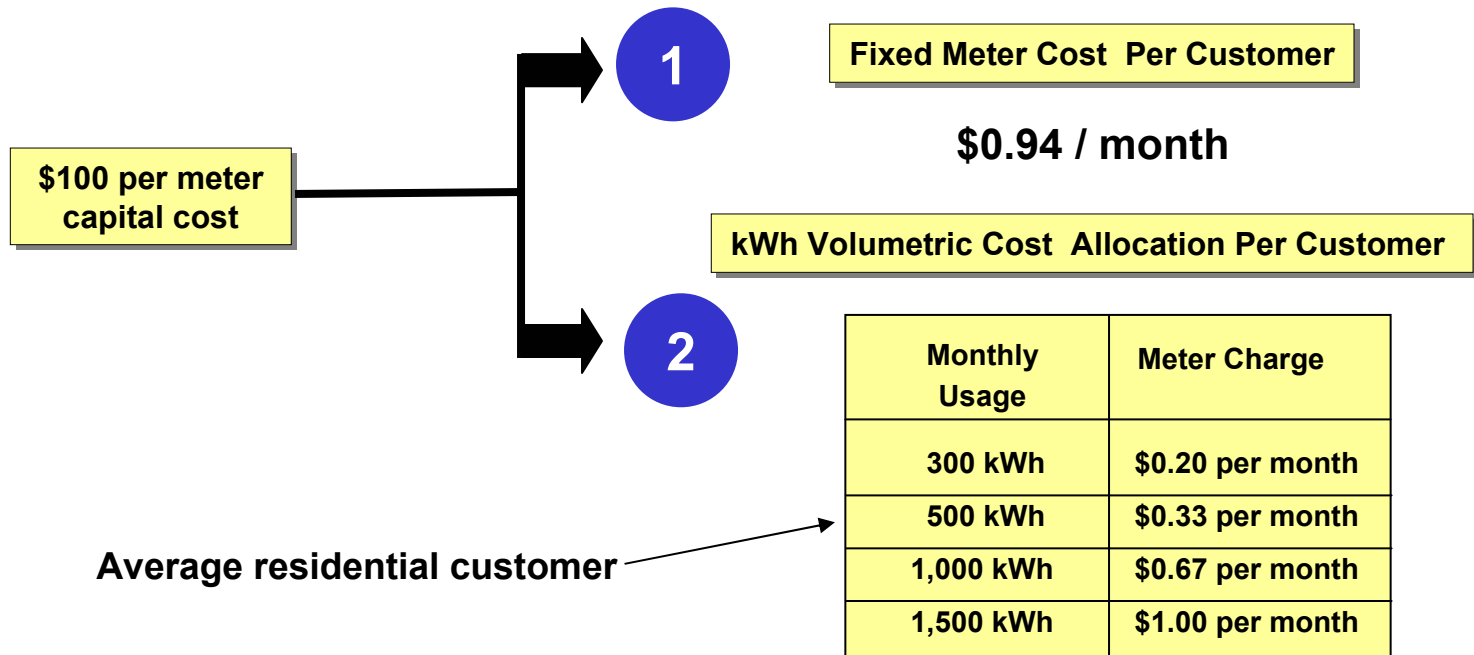 1
Fixed Meter Cost Per Customer
$0.94 / month
$100 per meter
capital cost
kWh Volumetric Cost Allocation Per Customer
2
Monthly
Usage
Meter Charge
300 kWh $0.20 per month
500 kWh $0.33 per month
1,000 kWh $0.67 per month
1,500 kWh $1.00 per month
Average residential customer